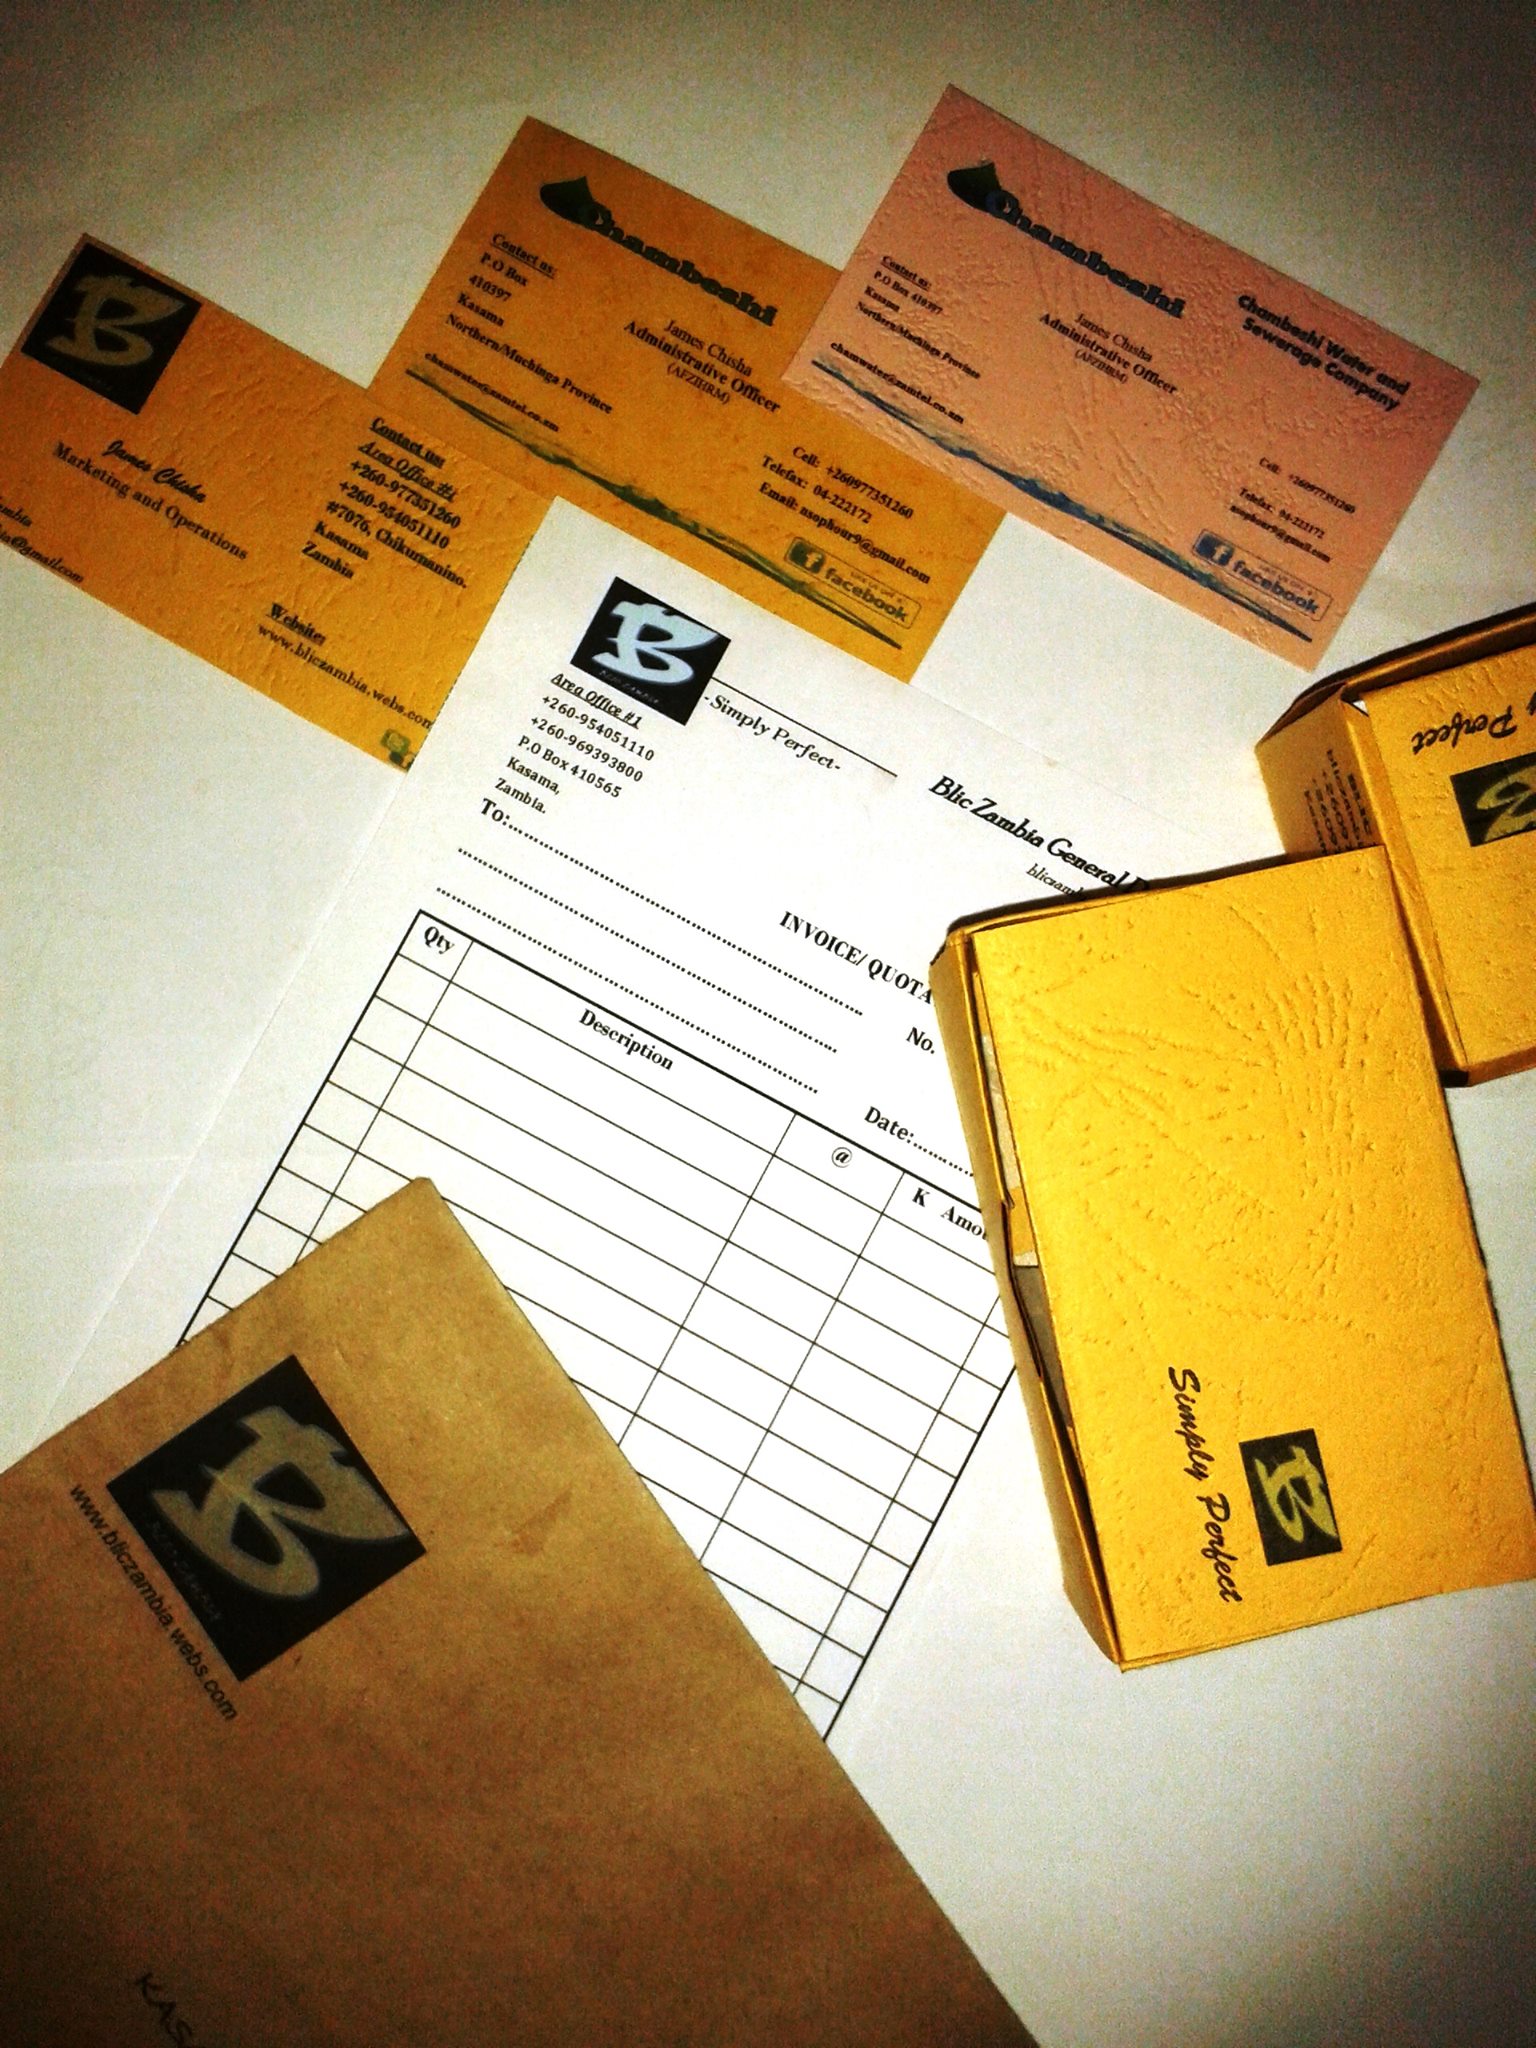 James Chisha
Marketing and Operations
Contact us:
Area Office #1
+260-977351260
+260-954051110
#7076, Chikumanino.
Kasama
Zambia
Website:
www.bliczambia.webs.com
Chambeshi
Contact us:
P.O Box
410397
Kasama
Northern/Muchinga Province
chamwater@zamtel.co.zm
James Chisha
Administrative Officer
(AFZIHRM)
Cell: +260977351260
Telefax: 04-222172
Email: nsophour9@gmail.com
facebook
Chambeshi
Chambeshi Water and
Sewerage Company
Contact us:
P.O Box 410397
Kasama
Northern/Muchinga Province
chamwater@zamtel.co.zm
James Chisha
Administrative Officer
(AFZIHRM)
Cell: +260977351260
Telefax: 04-222172
nsophour9@gmail.com
facebook
B
BLIC ZAMBIA
- Simply Perfect-
Area Office #1
+260-954051110
+260-969393800
P.O Box 410565
Kasama,
Zambia.
Blic Zambia General
INVOICE/ QUOTA
To:
No.
Date:
Qty Description @ K Amou
Perfect
Simply Perfect
B
B
www.bliczambia.webs.com
KAS